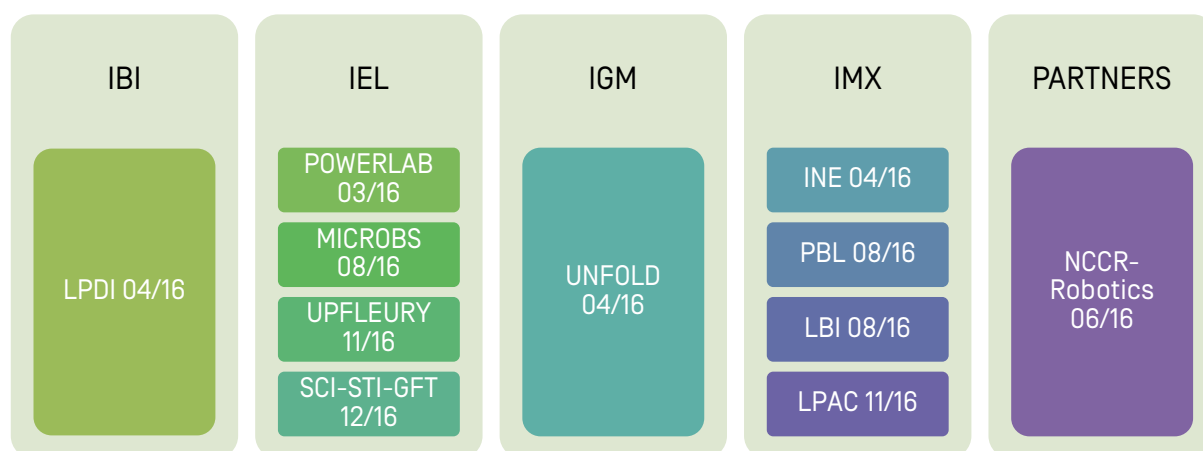 IBI
LPDI 04/16
IEL
POWERLAB
03/16
MICROBS
08/16
UPFLEURY
11/16
SCI-STI-GFT
12/16
IGM
UNFOLD
04/16
IMX
INE 04/16
PBL 08/16
LBI 08/16
LPAC 11/16
PARTNERS
NCCR-
Robotics
06/16